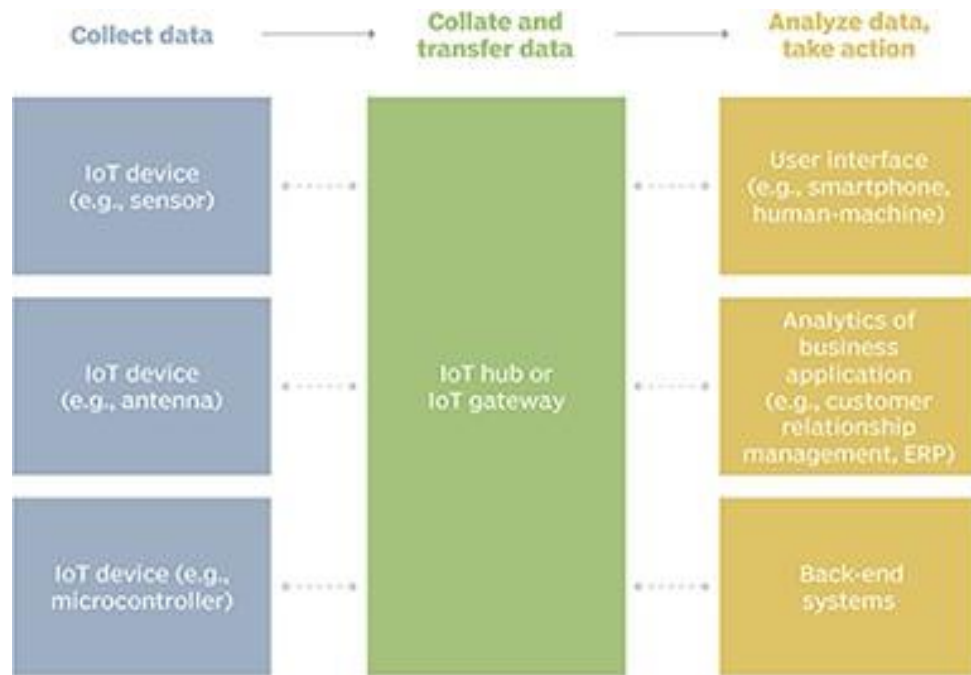 Collect data
Collate and
transfer data
Analyze data,
take action
IoT device
(e.g., sensor)
User interface
(e.g., smartphone,
human-machine)
IoT device
(e.g., antenna)
IoT hub or
IoT gateway
Analytics of
business
application
(e.g., customer
relationship
management, ERP)
IoT device (e.g.,
microcontroller)
Back-end
systems